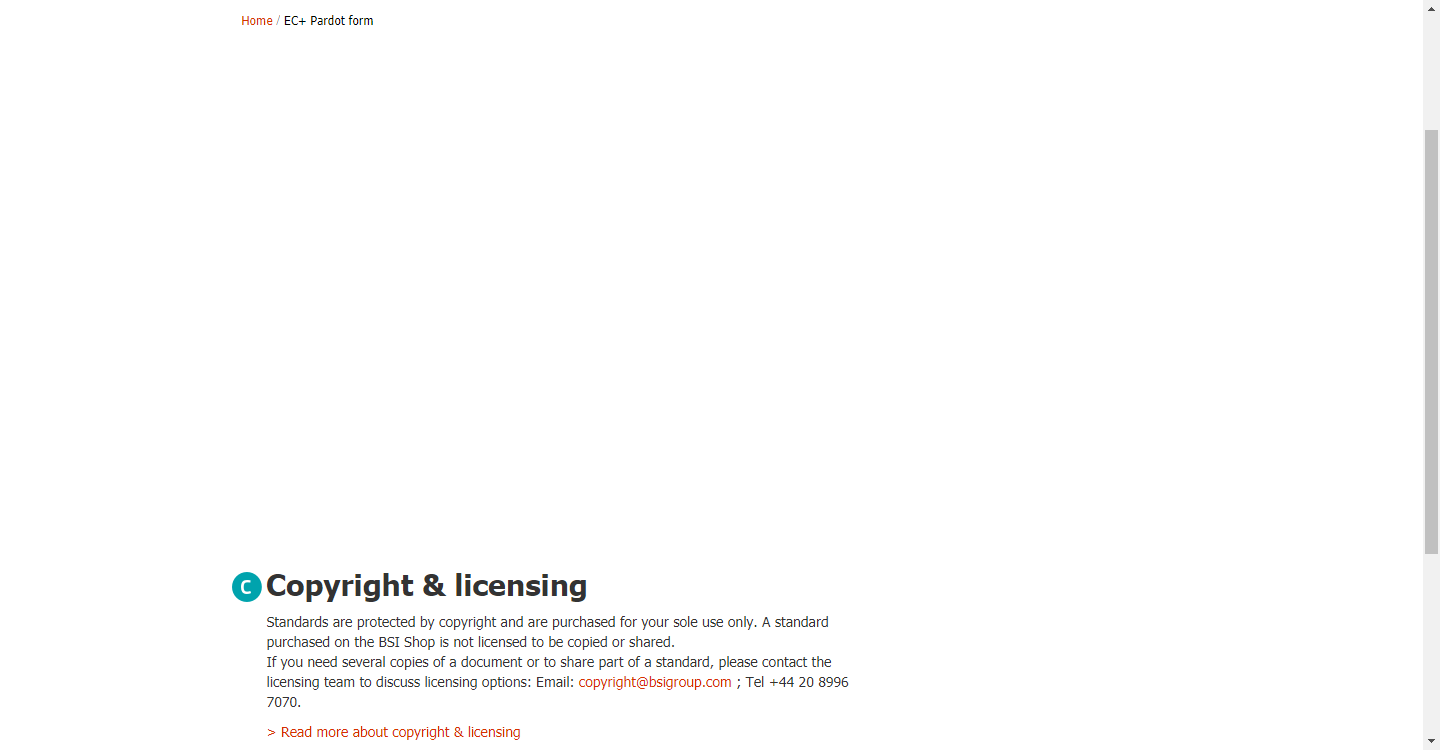 Home / EC+ Pardot form
C Copyright & licensing
Standards are protected by copyright and are purchased for your sole use only. A standard
purchased on the BSI Shop is not licensed to be copied or shared.
If you need several copies of a document or to share part of a standard, please contact the
licensing team to discuss licensing options: Email: copyright@bsigroup.com ; Tel +44 20 8996
7070.
> Read more about copyright & licensing